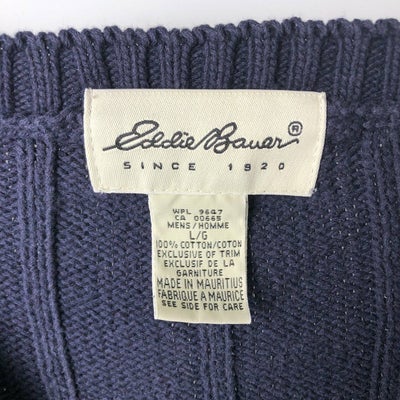 Eddie Bauer ®
SINCE 1920
WPL 9647
CA 00665
MENS/HOMME
L/G
100% COTTON/COTON
EXCLUSIVE OF TRIM
EXCLUSIF DE LA
GARNITURE
MADE IN MAURITIUS
FABRIQUE A MAURICE
SEE SIDE FOR CARE